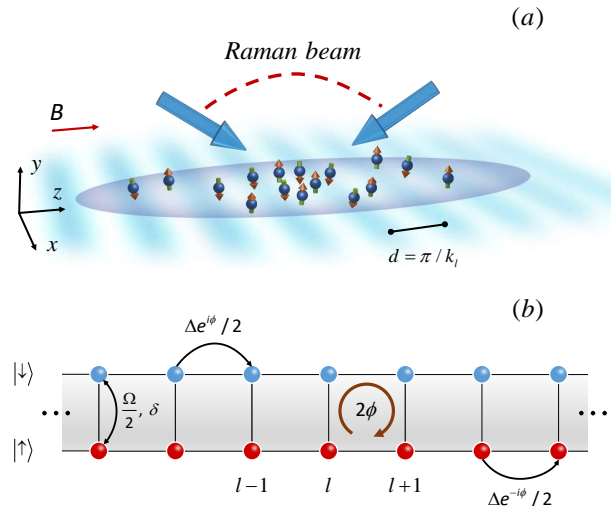 (a)
Raman beam
B
y
z
x
d = π / k_l
(b)
Δe^{iϕ} / 2
|↓⟩
Ω/2, δ
2ϕ
... ...
|↑⟩
l−1 l l+1
Δe^{−iϕ} / 2